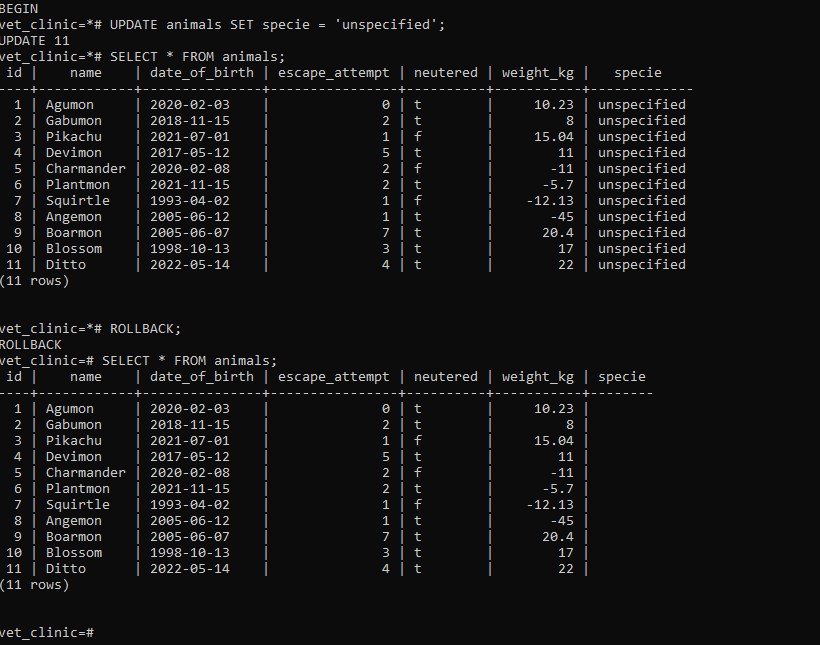 BEGIN
vet_clinic=*# UPDATE animals SET specie = 'unspecified';
UPDATE 11
vet_clinic=*# SELECT * FROM animals;
 id |    name    | date_of_birth | escape_attempt | neutered | weight_kg |   specie
----+------------+---------------+----------------+----------+-----------+-------------
  1 | Agumon     | 2020-02-03    |              0 | t        |     10.23 | unspecified
  2 | Gabumon    | 2018-11-15    |              2 | t        |         8 | unspecified
  3 | Pikachu    | 2021-07-01    |              1 | f        |     15.04 | unspecified
  4 | Devimon    | 2017-05-12    |              5 | t        |        11 | unspecified
  5 | Charmander | 2020-02-08    |              2 | f        |       -11 | unspecified
  6 | Plantmon   | 2021-11-15    |              2 | t        |      -5.7 | unspecified
  7 | Squirtle   | 1993-04-02    |              1 | f        |    -12.13 | unspecified
  8 | Angemon    | 2005-06-12    |              1 | t        |       -45 | unspecified
  9 | Boarmon    | 2005-06-07    |              7 | t        |      20.4 | unspecified
 10 | Blossom    | 1998-10-13    |              3 | t        |        17 | unspecified
 11 | Ditto      | 2022-05-14    |              4 | t        |        22 | unspecified
(11 rows)
vet_clinic=*# ROLLBACK;
ROLLBACK
vet_clinic=# SELECT * FROM animals;
 id |    name    | date_of_birth | escape_attempt | neutered | weight_kg | specie
----+------------+---------------+----------------+----------+-----------+--------
  1 | Agumon     | 2020-02-03    |              0 | t        |     10.23 |
  2 | Gabumon    | 2018-11-15    |              2 | t        |         8 |
  3 | Pikachu    | 2021-07-01    |              1 | f        |     15.04 |
  4 | Devimon    | 2017-05-12    |              5 | t        |        11 |
  5 | Charmander | 2020-02-08    |              2 | f        |       -11 |
  6 | Plantmon   | 2021-11-15    |              2 | t        |      -5.7 |
  7 | Squirtle   | 1993-04-02    |              1 | f        |    -12.13 |
  8 | Angemon    | 2005-06-12    |              1 | t        |       -45 |
  9 | Boarmon    | 2005-06-07    |              7 | t        |      20.4 |
 10 | Blossom    | 1998-10-13    |              3 | t        |        17 |
 11 | Ditto      | 2022-05-14    |              4 | t        |        22 |
(11 rows)
vet_clinic=#